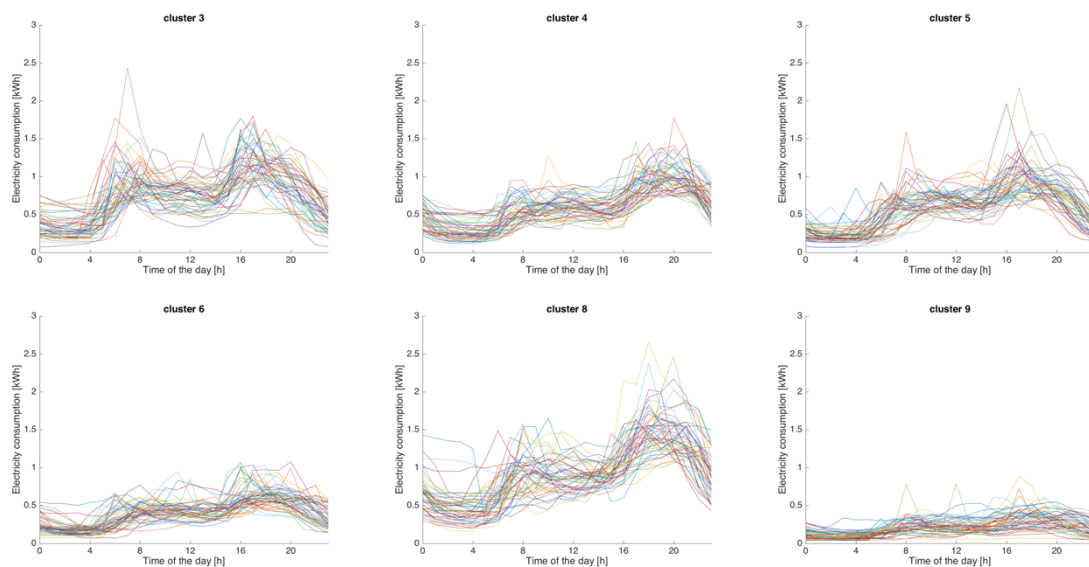 cluster 3
Electricity consumption [kWh]
3
2.5
2
1.5
1
0.5
0
0 4 8 12 16 20
Time of the day [h]
cluster 4
Electricity consumption [kWh]
3
2.5
2
1.5
1
0.5
0
0 4 8 12 16 20
Time of the day [h]
cluster 5
Electricity consumption [kWh]
3
2.5
2
1.5
1
0.5
0
0 4 8 12 16 20
Time of the day [h]
cluster 6
Electricity consumption [kWh]
3
2.5
2
1.5
1
0.5
0
0 4 8 12 16 20
Time of the day [h]
cluster 8
Electricity consumption [kWh]
3
2.5
2
1.5
1
0.5
0
0 4 8 12 16 20
Time of the day [h]
cluster 9
Electricity consumption [kWh]
3
2.5
2
1.5
1
0.5
0
0 4 8 12 16 20
Time of the day [h]